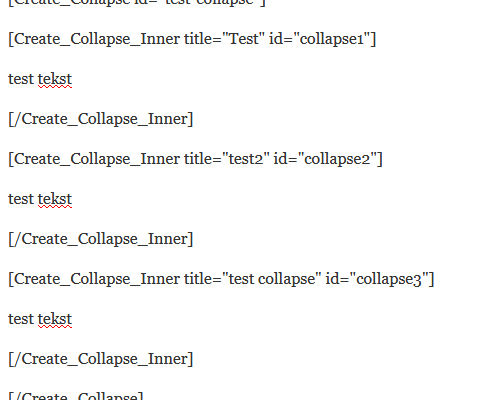 [Create_Collapse id="test-collapse"]
[Create_Collapse_Inner title="Test" id="collapse1"]
test tekst
[/Create_Collapse_Inner]
[Create_Collapse_Inner title="test2" id="collapse2"]
test tekst
[/Create_Collapse_Inner]
[Create_Collapse_Inner title="test collapse" id="collapse3"]
test tekst
[/Create_Collapse_Inner]
[/Create_Collapse]